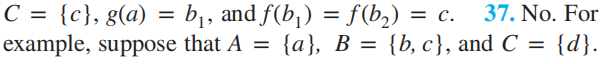 C = {c}, g(a) = b₁, and f(b₁) = f(b₂) = c. 37. No. For
example, suppose that A = {a}, B = {b, c}, and C = {d}.